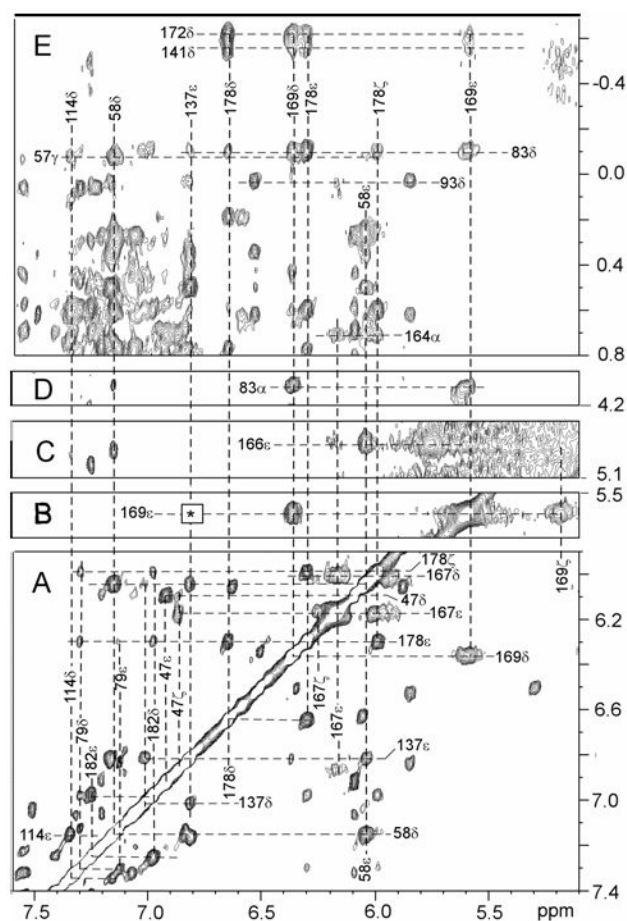 E
172δ
141δ
-0.4
114δ
58δ
137ε
178δ
169δ
178ε
178ζ
169ε
57γ
83δ
0.0
93δ
58ε
0.4
164α
0.8
D
83α
4.2
C
166ε
5.1
B
169ε
*
5.5
169ζ
A
178ζ
167δ
47δ
167ε
6.2
178ε
169δ
114δ
79δ
182ε
79ε
47ε
47ζ
182δ
178δ
167ζ
167ε
6.6
137ε
7.0
137δ
114ε
58δ
58ε
7.4
7.5
7.0
6.5
6.0
5.5
ppm